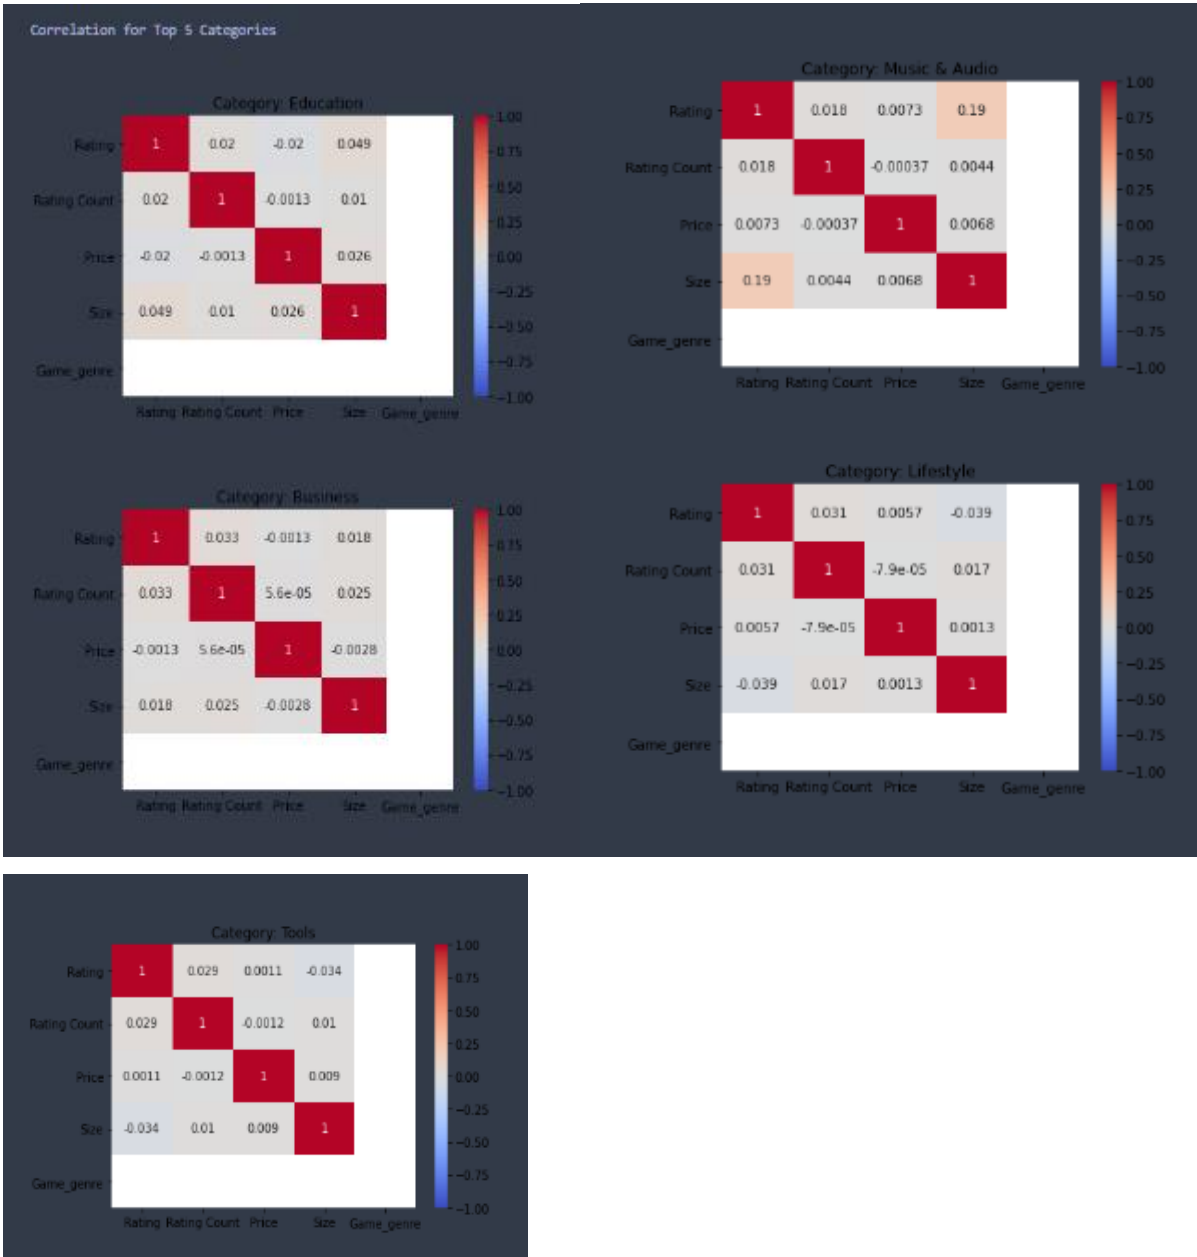 Correlation for Top 5 Categories
Category: Education
Rating 1 0.02 -0.02 0.049
Rating Count 0.02 1 -0.0013 0.01
Price -0.02 -0.0013 1 0.026
Size 0.049 0.01 0.026 1
Game_genre
Rating Rating Count Price Size Game_genre
1.00
0.75
0.50
0.25
0.00
−0.25
−0.50
−0.75
−1.00
Category: Music & Audio
Rating 1 0.018 0.0073 0.19
Rating Count 0.018 1 -0.00037 0.0044
Price 0.0073 -0.00037 1 0.0068
Size 0.19 0.0044 0.0068 1
Game_genre
Rating Rating Count Price Size Game_genre
1.00
0.75
0.50
0.25
0.00
−0.25
−0.50
−0.75
−1.00
Category: Business
Rating 1 0.033 -0.0013 0.018
Rating Count 0.033 1 5.6e-05 0.025
Price -0.0013 5.6e-05 1 -0.0028
Size 0.018 0.025 -0.0028 1
Game_genre
Rating Rating Count Price Size Game_genre
1.00
0.75
0.50
0.25
0.00
−0.25
−0.50
−0.75
−1.00
Category: Lifestyle
Rating 1 0.031 0.0057 -0.039
Rating Count 0.031 1 -7.9e-05 0.017
Price 0.0057 -7.9e-05 1 0.0013
Size -0.039 0.017 0.0013 1
Game_genre
Rating Rating Count Price Size Game_genre
1.00
0.75
0.50
0.25
0.00
−0.25
−0.50
−0.75
−1.00
Category: Tools
Rating 1 0.029 0.0011 -0.034
Rating Count 0.029 1 -0.0012 0.01
Price 0.0011 -0.0012 1 0.009
Size -0.034 0.01 0.009 1
Game_genre
Rating Rating Count Price Size Game_genre
1.00
0.75
0.50
0.25
0.00
−0.25
−0.50
−0.75
−1.00